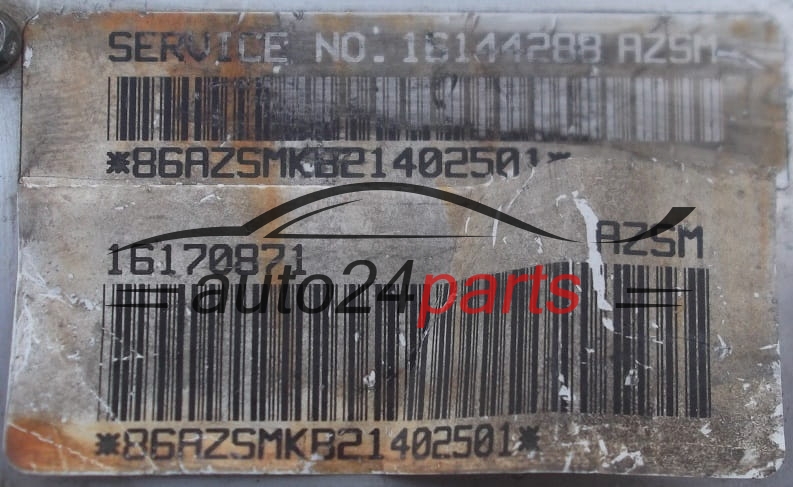 SERVICE NO. 16144288 AZSM
*86AZSMKB21402501*
16170871 AZSM
auto24parts
*86AZSMKB21402501*